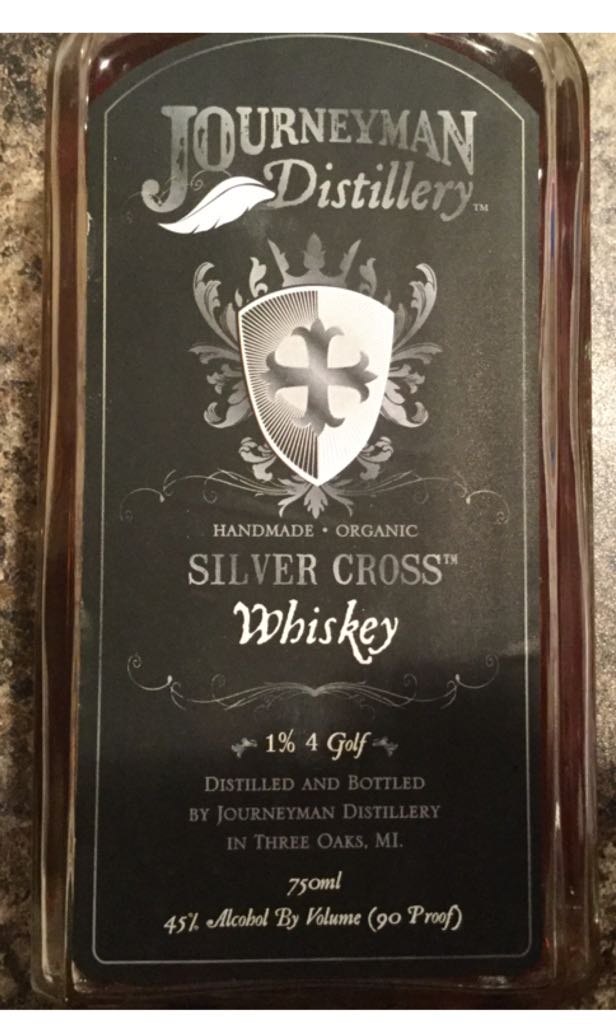 JOURNEYMAN
Distillery™
HANDMADE • ORGANIC
SILVER CROSS™
Whiskey
1% 4 Golf
DISTILLED AND BOTTLED
BY JOURNEYMAN DISTILLERY
IN THREE OAKS, MI.
750ml
45% Alcohol By Volume (90 Proof)